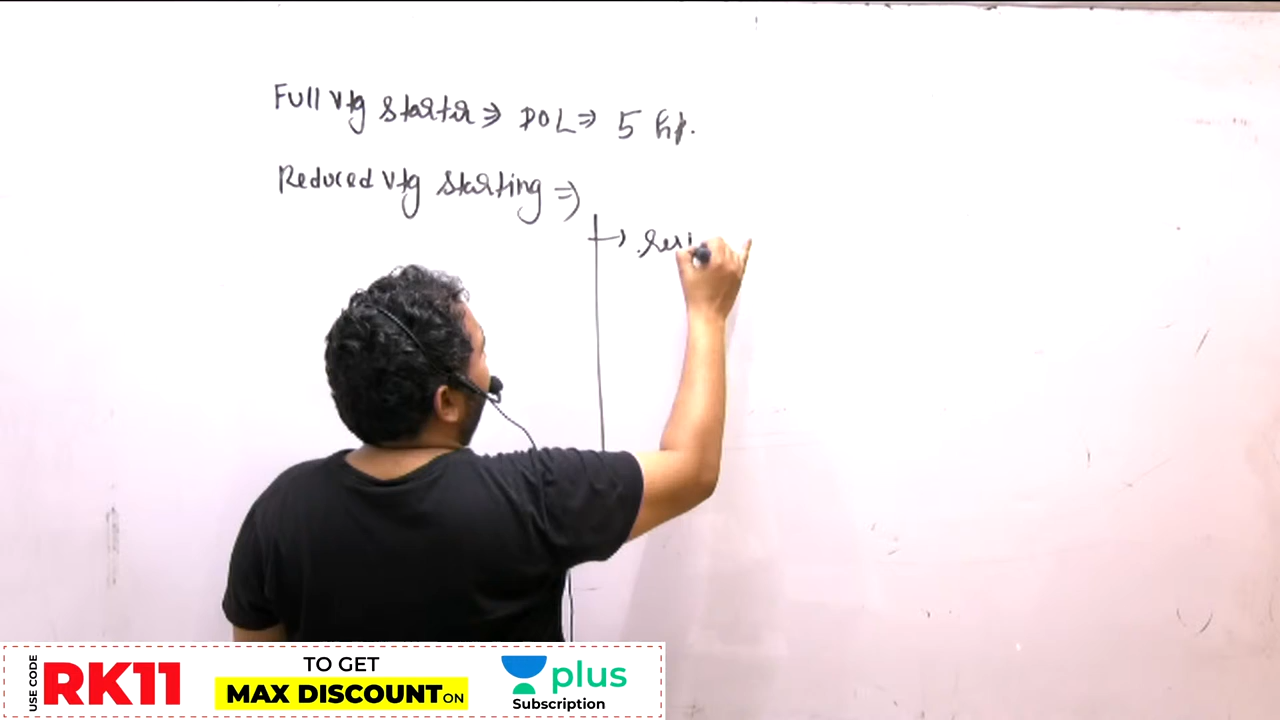 Full Vtg Starter ⇒ DOL ⇒ 5 hp.
Reduced Vtg Starting ⇒
→ Seri
USE CODE
RK11
TO GET
MAX DISCOUNT ON
plus
Subscription